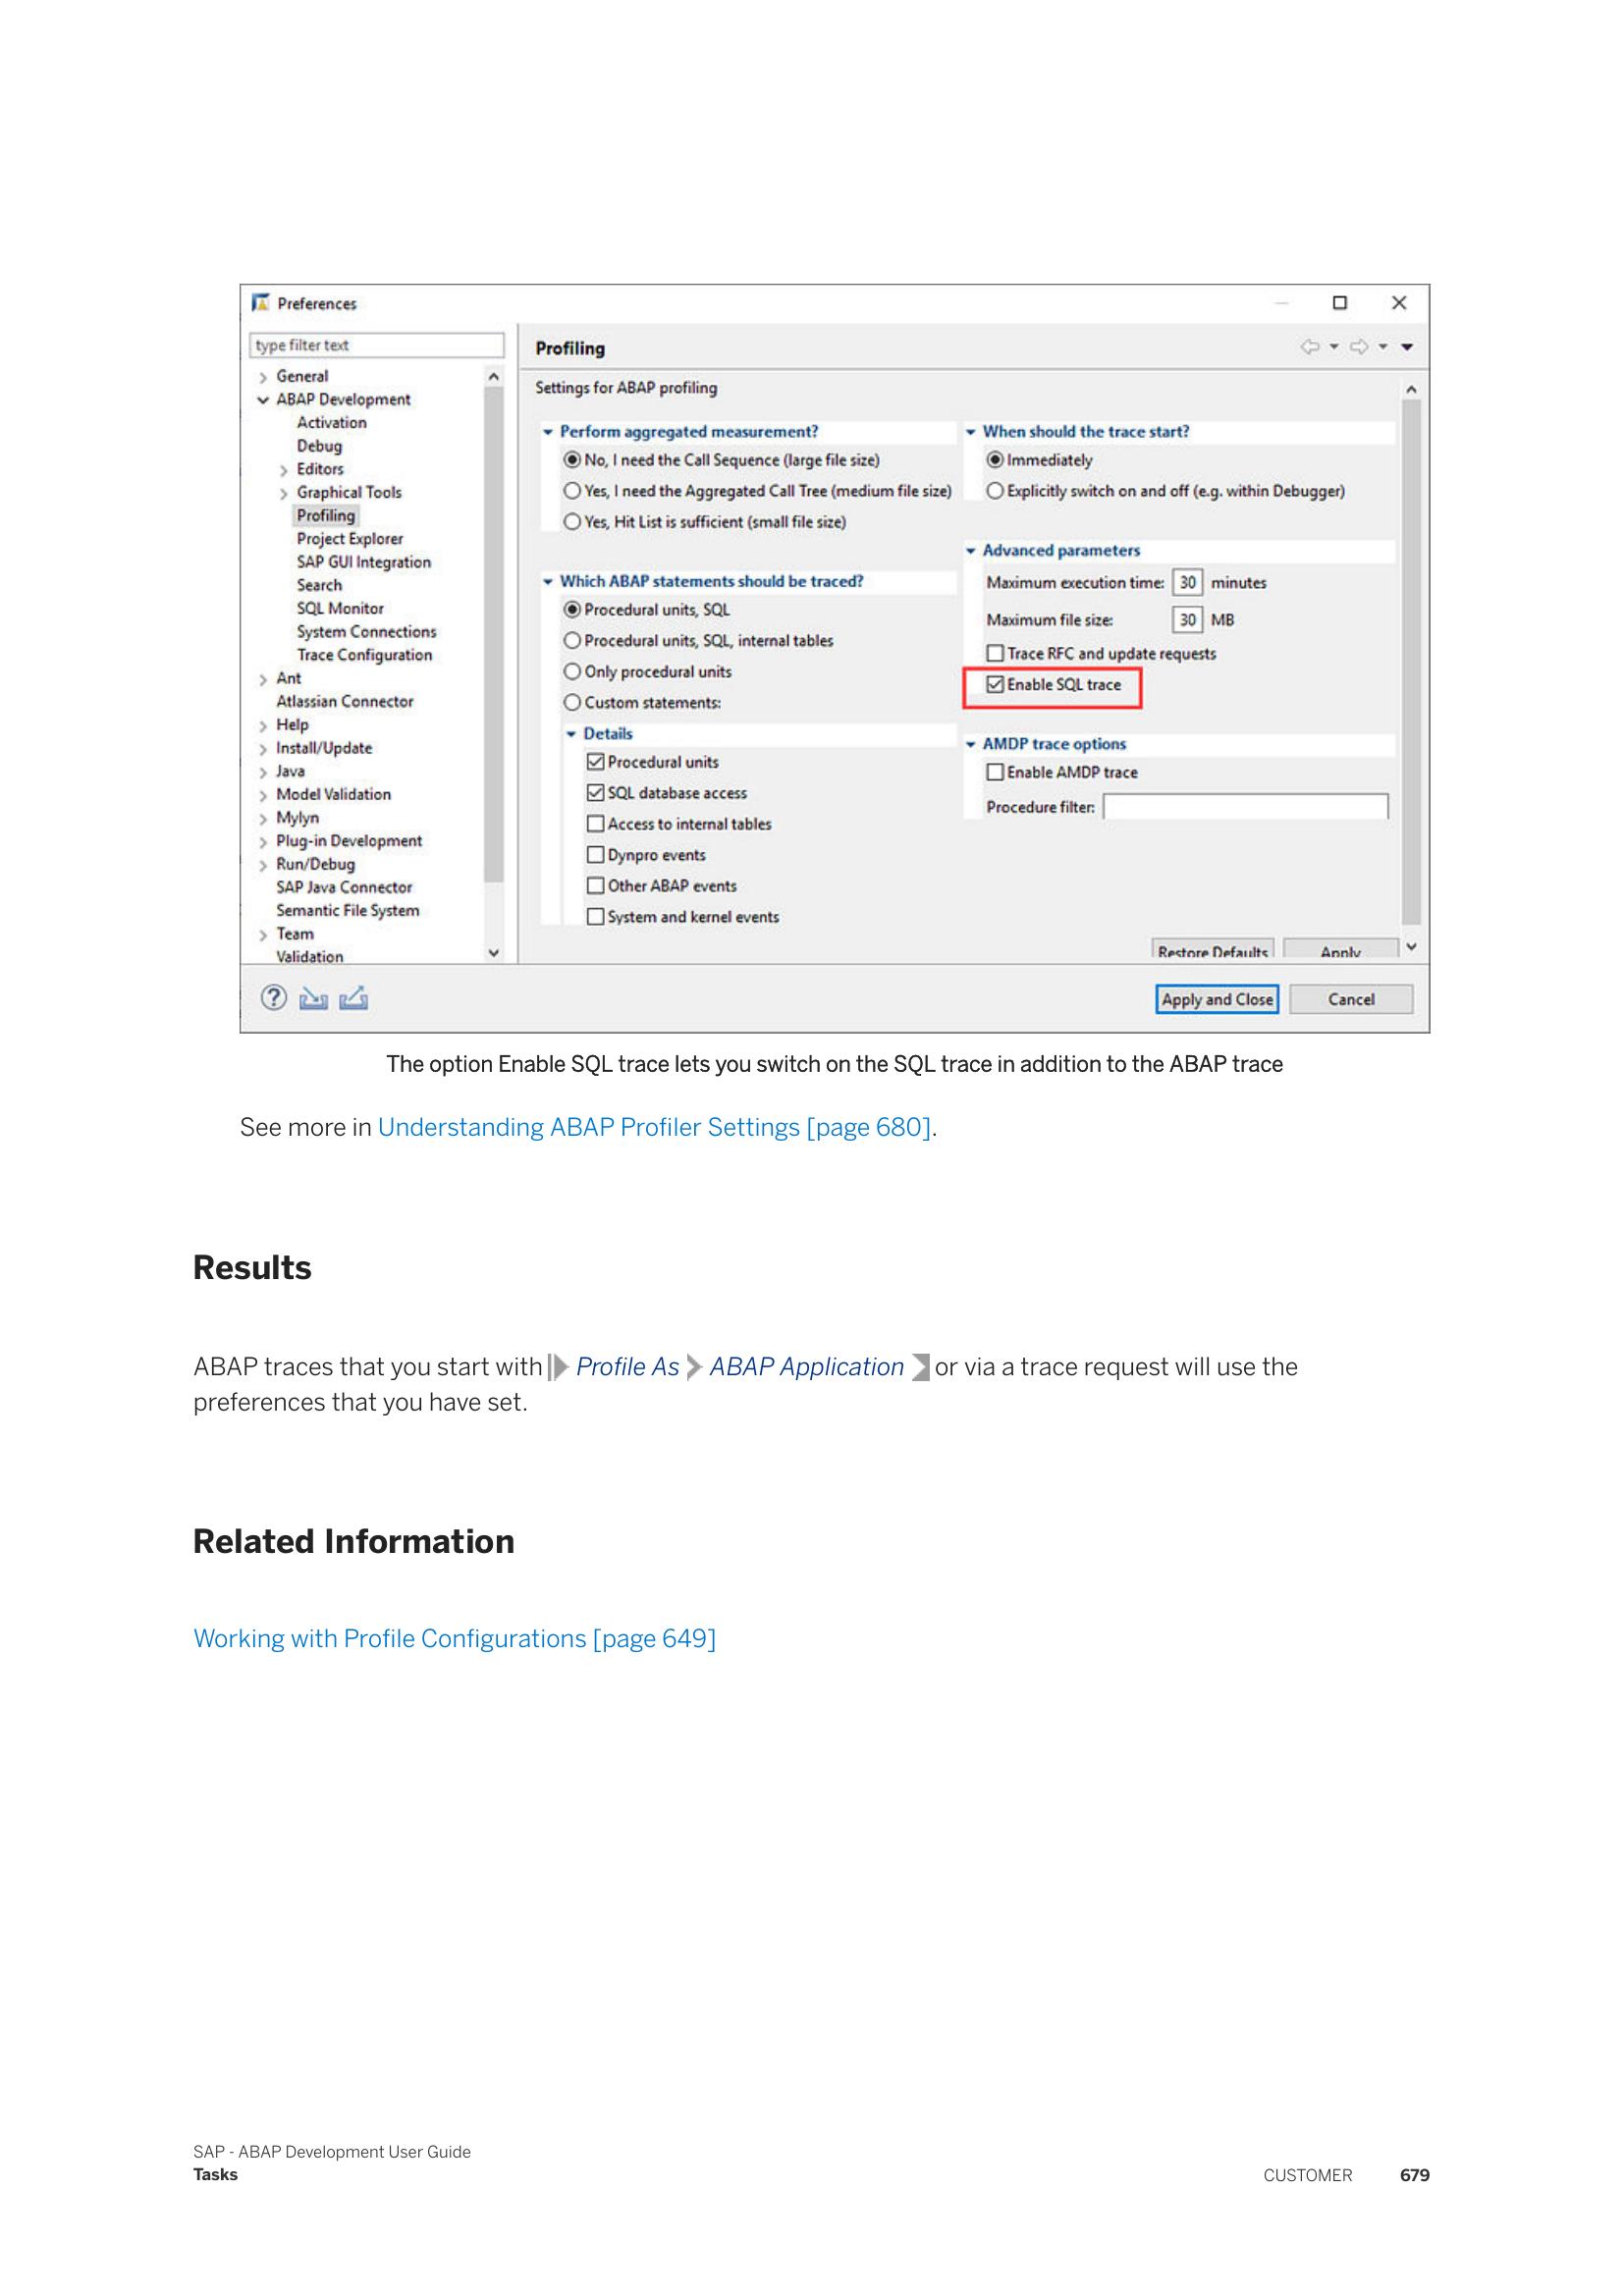 Preferences
type filter text
General
ABAP Development
Activation
Debug
Editors
Graphical Tools
Profiling
Project Explorer
SAP GUI Integration
Search
SQL Monitor
System Connections
Trace Configuration
Ant
Atlassian Connector
Help
Install/Update
Java
Model Validation
Mylyn
Plug-in Development
Run/Debug
SAP Java Connector
Semantic File System
Team
Validation
Profiling
Settings for ABAP profiling
Perform aggregated measurement?
No, I need the Call Sequence (large file size)
Yes, I need the Aggregated Call Tree (medium file size)
Yes, Hit List is sufficient (small file size)
Which ABAP statements should be traced?
Procedural units, SQL
Procedural units, SQL, internal tables
Only procedural units
Custom statements:
Details
Procedural units
SQL database access
Access to internal tables
Dynpro events
Other ABAP events
System and kernel events
When should the trace start?
Immediately
Explicitly switch on and off (e.g. within Debugger)
Advanced parameters
Maximum execution time: 30 minutes
Maximum file size: 30 MB
Trace RFC and update requests
Enable SQL trace
AMDP trace options
Enable AMDP trace
Procedure filter:
Restore Defaults Apply
Apply and Close Cancel
The option Enable SQL trace lets you switch on the SQL trace in addition to the ABAP trace
See more in Understanding ABAP Profiler Settings [page 680].
Results
ABAP traces that you start with Profile As ABAP Application or via a trace request will use the
preferences that you have set.
Related Information
Working with Profile Configurations [page 649]
SAP - ABAP Development User Guide
Tasks
CUSTOMER 679